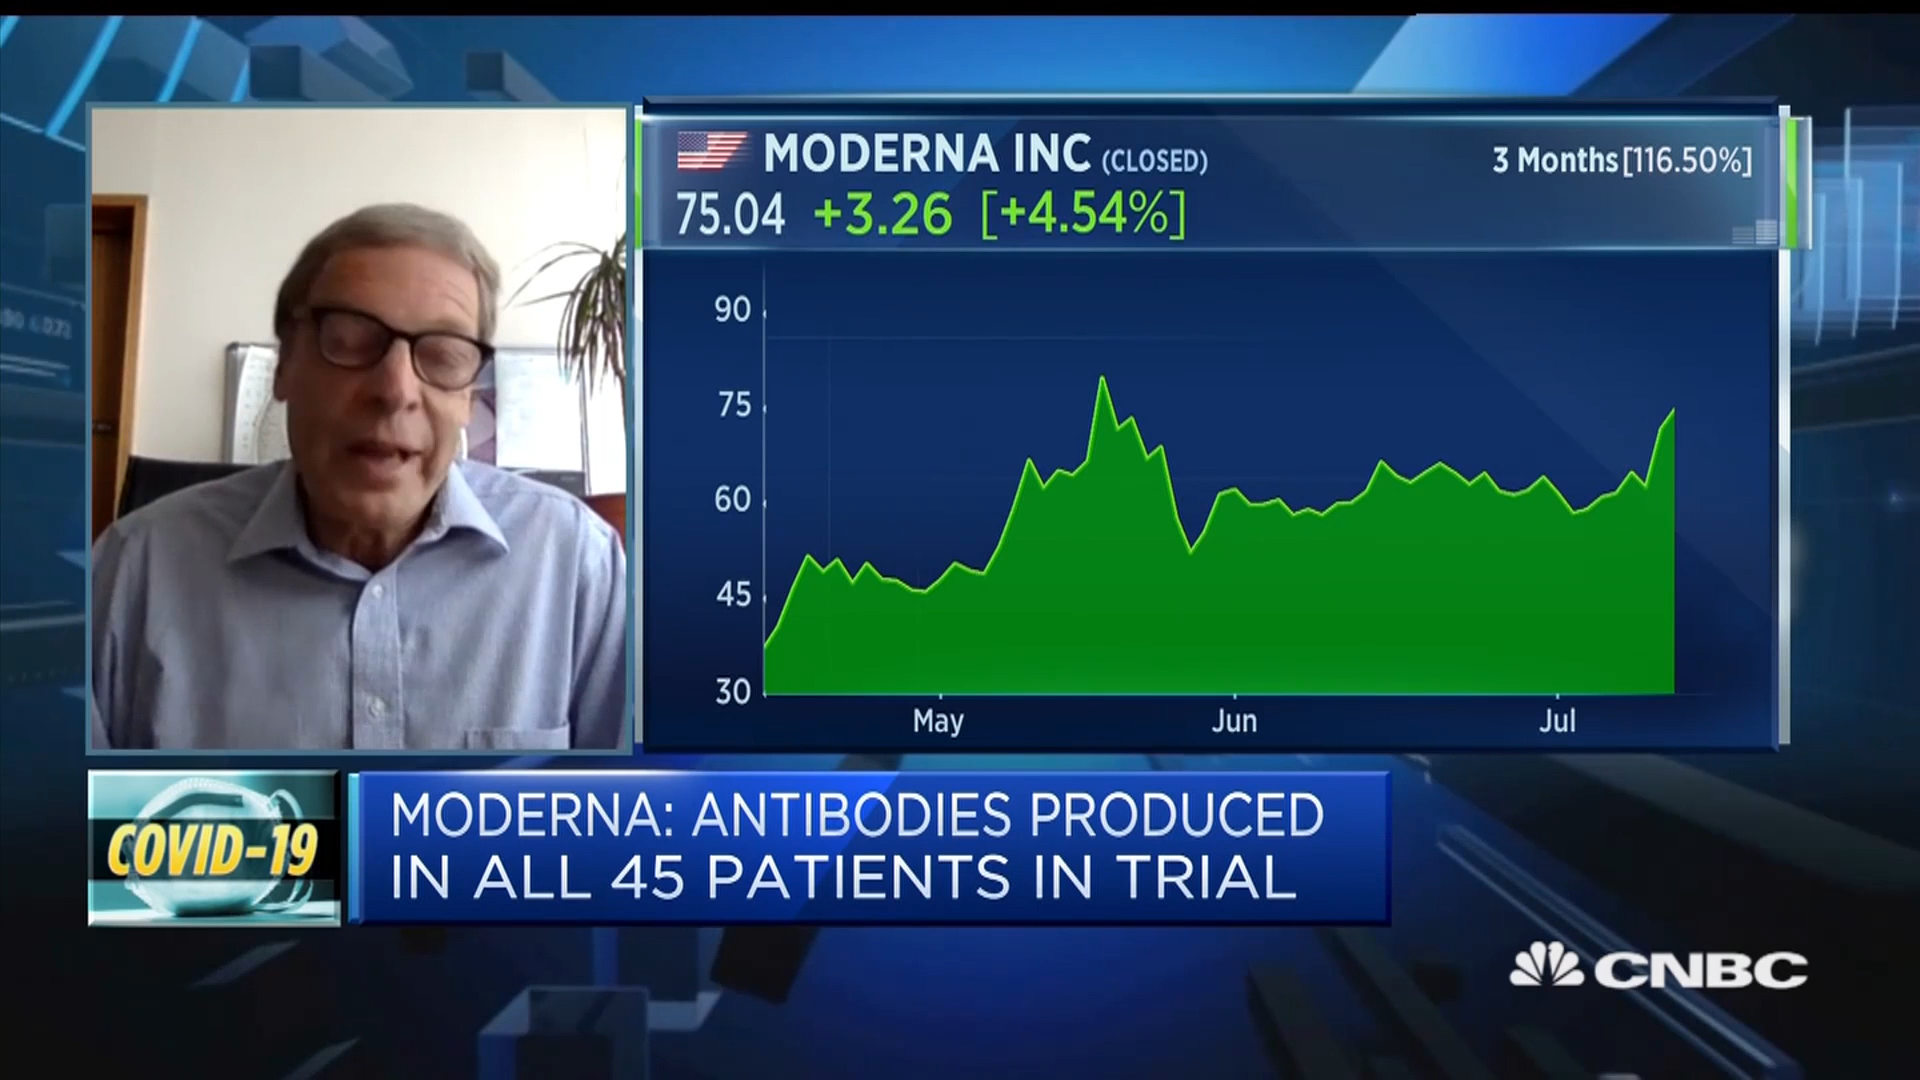 MODERNA INC (CLOSED)
3 Months [116.50%]
75.04 +3.26 [+4.54%]
90
75
60
45
30
May Jun Jul
COVID-19
MODERNA: ANTIBODIES PRODUCED
IN ALL 45 PATIENTS IN TRIAL
CNBC